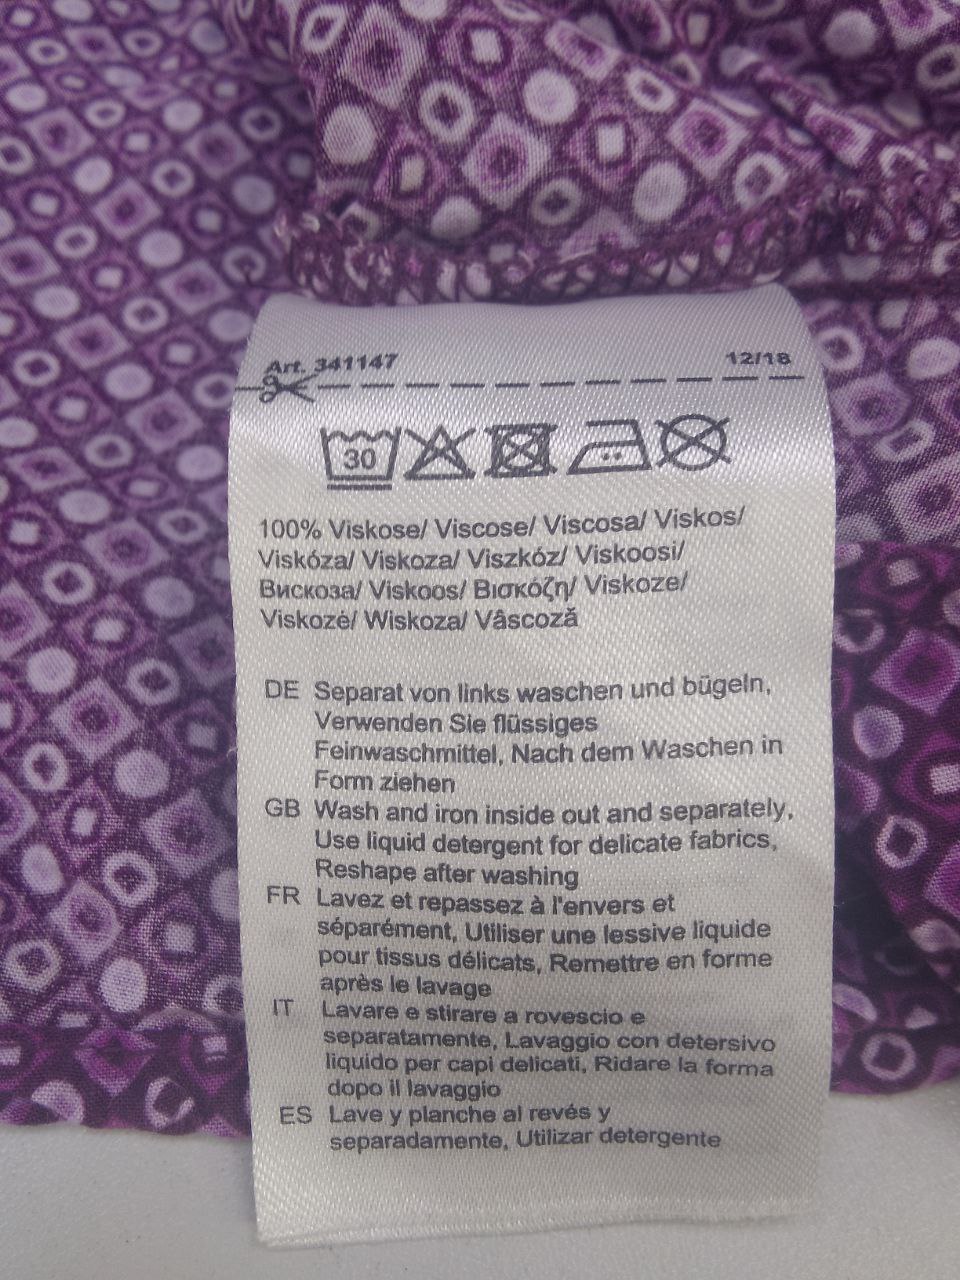 Art. 341147 12/18
30
100% Viskose/ Viscose/ Viscosa/ Viskos/
Viskóza/ Viskoza/ Viszkóz/ Viskoosi/
Вискоза/ Viskoos/ Βισκόζη/ Viskoze/
Viskozė/ Wiskoza/ Vâscoză
DE Separat von links waschen und bügeln,
Verwenden Sie flüssiges
Feinwaschmittel, Nach dem Waschen in
Form ziehen
GB Wash and iron inside out and separately,
Use liquid detergent for delicate fabrics,
Reshape after washing
FR Lavez et repassez à l'envers et
séparément, Utiliser une lessive liquide
pour tissus délicats, Remettre en forme
après le lavage
IT Lavare e stirare a rovescio e
separatamente, Lavaggio con detersivo
liquido per capi delicati, Ridare la forma
dopo il lavaggio
ES Lave y planche al revés y
separadamente, Utilizar detergente